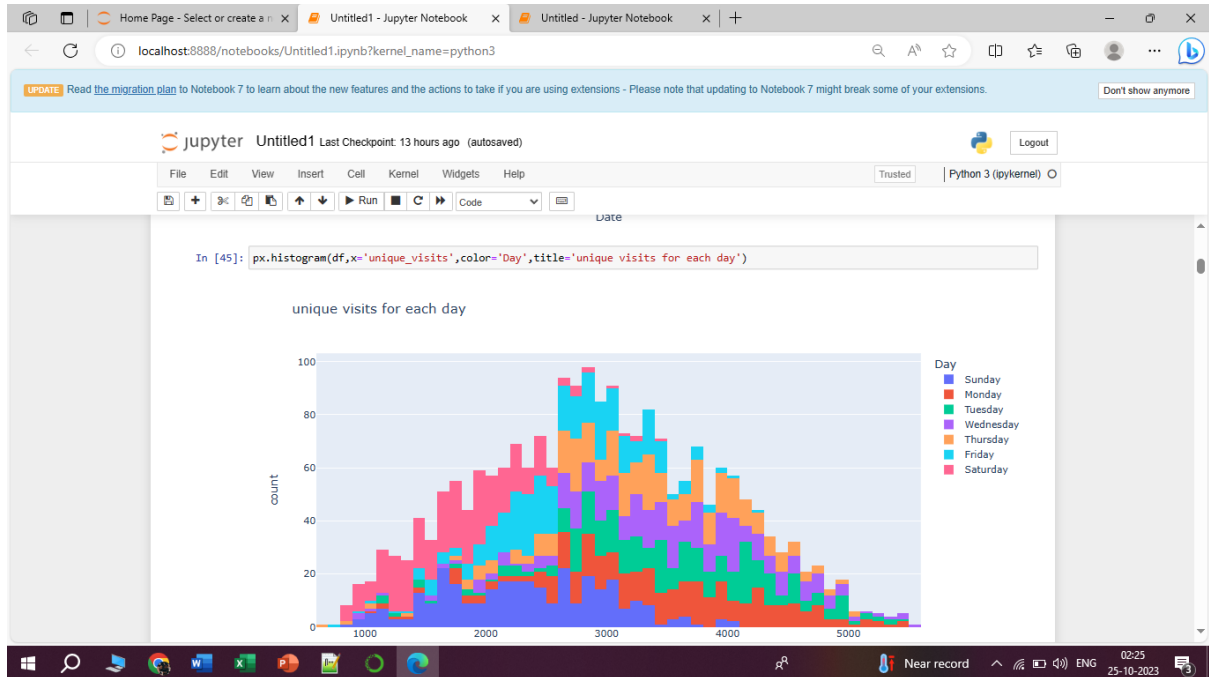 Home Page - Select or create a n
Untitled1 - Jupyter Notebook
Untitled - Jupyter Notebook
localhost:8888/notebooks/Untitled1.ipynb?kernel_name=python3
UPDATE Read the migration plan to Notebook 7 to learn about the new features and the actions to take if you are using extensions - Please note that updating to Notebook 7 might break some of your extensions.
Don't show anymore
jupyter Untitled1 Last Checkpoint: 13 hours ago (autosaved)
Logout
File Edit View Insert Cell Kernel Widgets Help
Trusted
Python 3 (ipykernel)
Run
Code
Date
In [45]: px.histogram(df,x='unique_visits',color='Day',title='unique visits for each day')
unique visits for each day
100
80
60
40
20
0
count
1000 2000 3000 4000 5000
Day
Sunday
Monday
Tuesday
Wednesday
Thursday
Friday
Saturday
Near record
ENG
02:25
25-10-2023
3